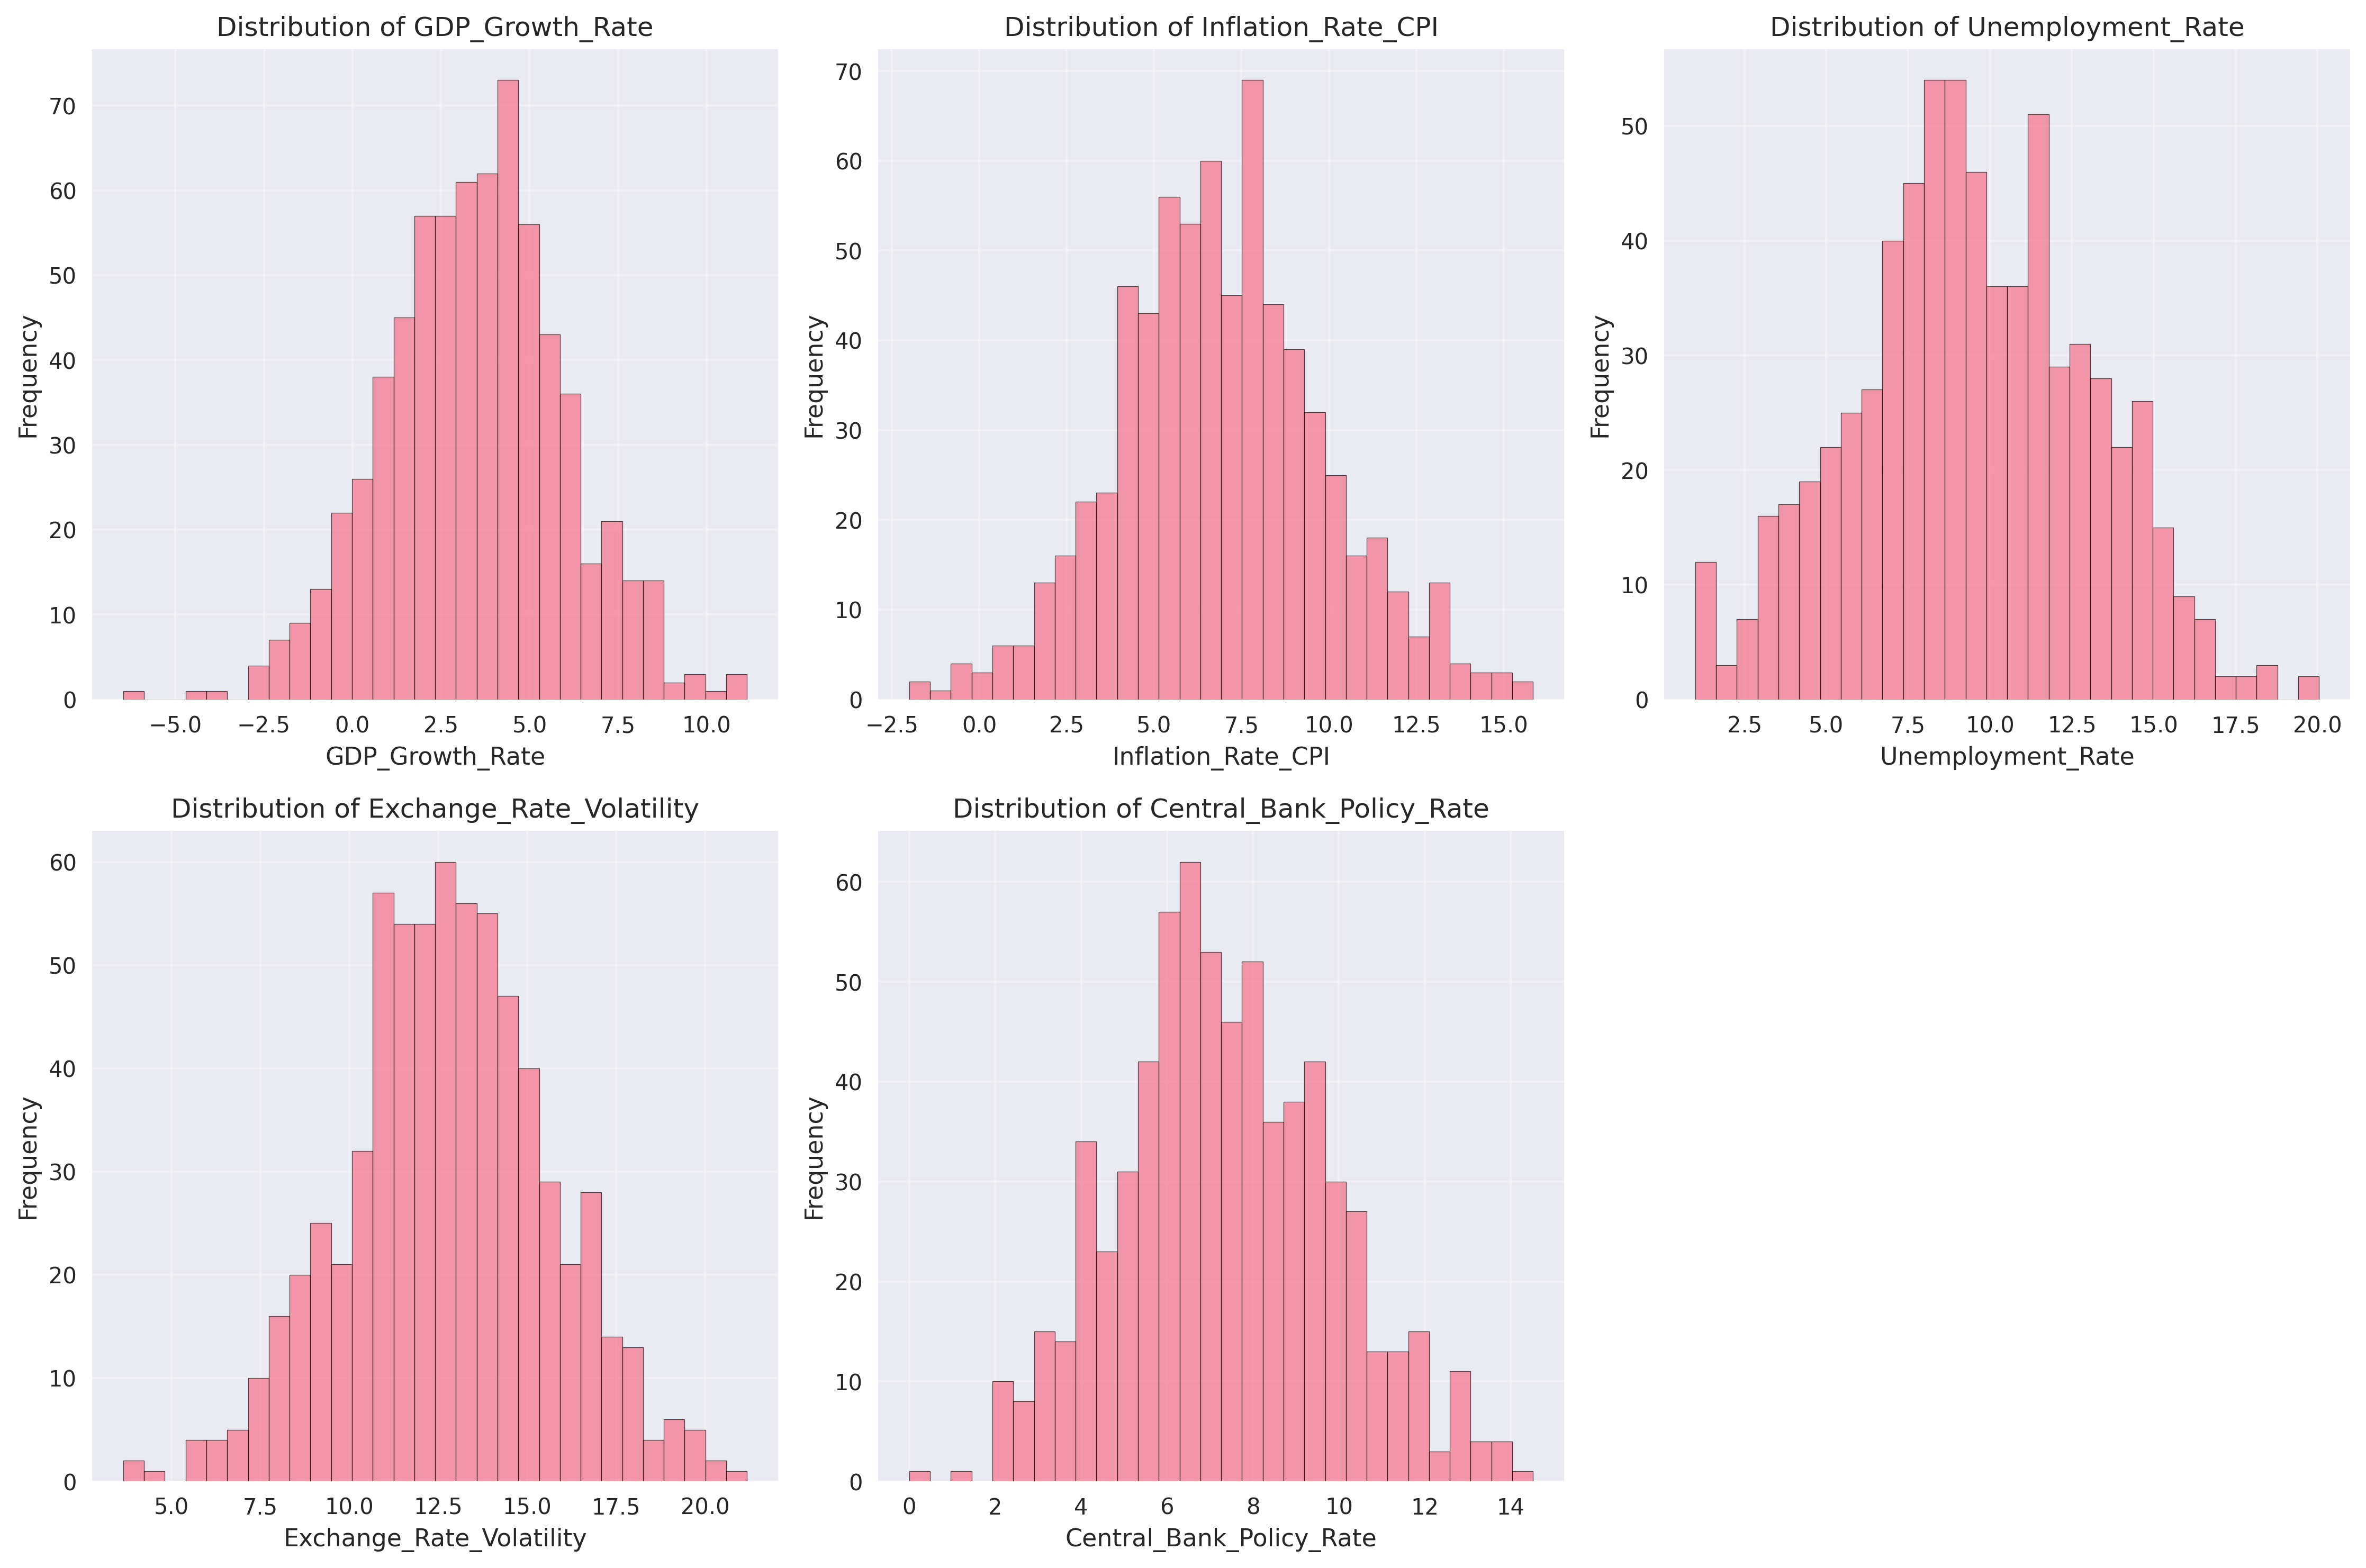 Distribution of GDP_Growth_Rate
Frequency
70
60
50
40
30
20
10
0
−5.0 −2.5 0.0 2.5 5.0 7.5 10.0
GDP_Growth_Rate
Distribution of Inflation_Rate_CPI
Frequency
70
60
50
40
30
20
10
0
−2.5 0.0 2.5 5.0 7.5 10.0 12.5 15.0
Inflation_Rate_CPI
Distribution of Unemployment_Rate
Frequency
50
40
30
20
10
0
2.5 5.0 7.5 10.0 12.5 15.0 17.5 20.0
Unemployment_Rate
Distribution of Exchange_Rate_Volatility
Frequency
60
50
40
30
20
10
0
5.0 7.5 10.0 12.5 15.0 17.5 20.0
Exchange_Rate_Volatility
Distribution of Central_Bank_Policy_Rate
Frequency
60
50
40
30
20
10
0
0 2 4 6 8 10 12 14
Central_Bank_Policy_Rate